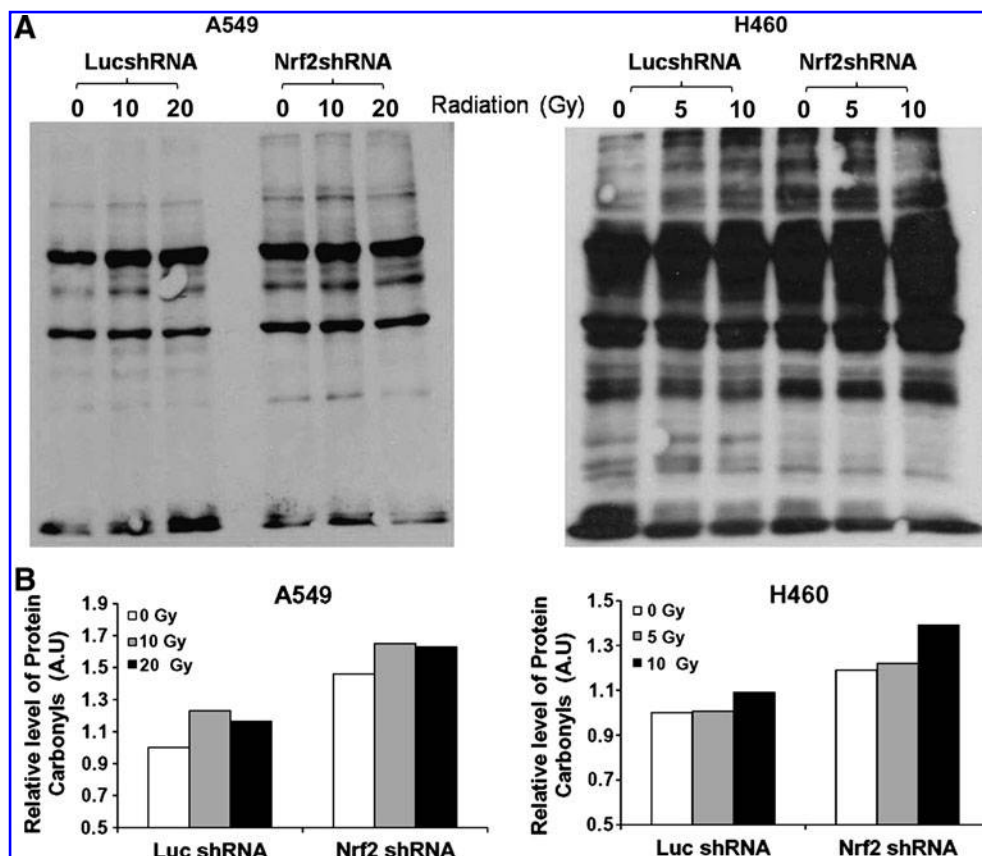 A
A549
H460
LucshRNA
Nrf2shRNA
LucshRNA
Nrf2shRNA
0 10 20 0 10 20 Radiation (Gy) 0 5 10 0 5 10
B
A549
1.9
1.7
1.5
1.3
1.1
0.9
0.7
0.5
0 Gy
10 Gy
20 Gy
Relative level of Protein
Carbonyls (A.U)
Luc shRNA Nrf2 shRNA
H460
1.5
1.3
1.1
0.9
0.7
0.5
0 Gy
5 Gy
10 Gy
Relative level of Protein
Carbonyls (A.U)
Luc shRNA Nrf2 shRNA